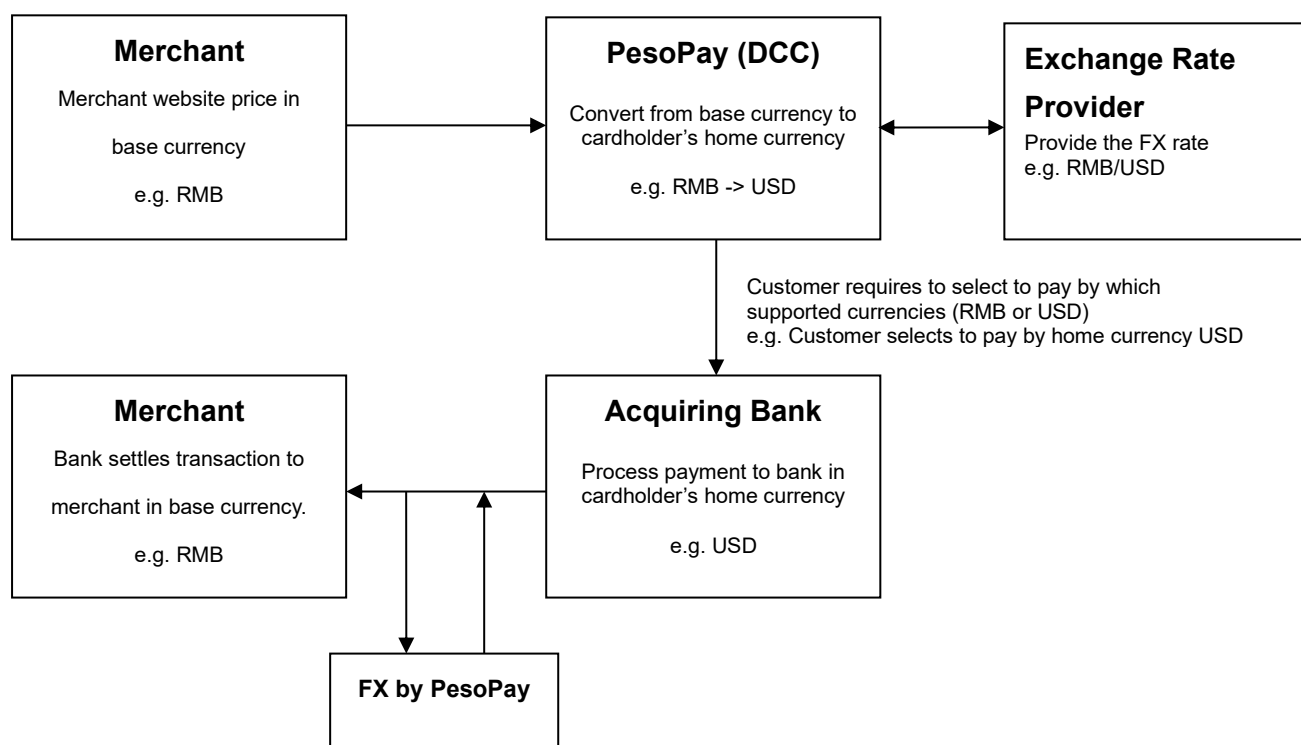 Merchant
Merchant website price in
base currency
e.g. RMB
PesoPay (DCC)
Convert from base currency to
cardholder’s home currency
e.g. RMB -> USD
Exchange Rate
Provider
Provide the FX rate
e.g. RMB/USD
Customer requires to select to pay by which
supported currencies (RMB or USD)
e.g. Customer selects to pay by home currency USD
Merchant
Bank settles transaction to
merchant in base currency.
e.g. RMB
Acquiring Bank
Process payment to bank in
cardholder’s home currency
e.g. USD
FX by PesoPay